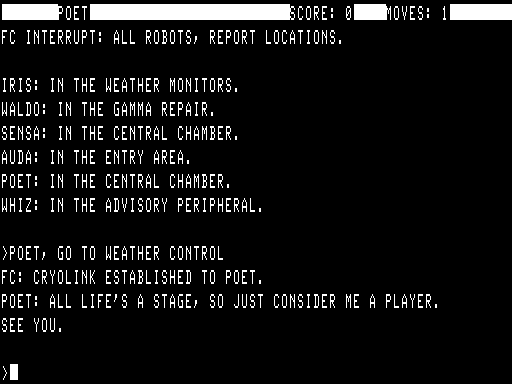 POET SCORE: 0 MOVES: 1
FC INTERRUPT: ALL ROBOTS, REPORT LOCATIONS.
IRIS: IN THE WEATHER MONITORS.
WALDO: IN THE GAMMA REPAIR.
SENSA: IN THE CENTRAL CHAMBER.
AUDA: IN THE ENTRY AREA.
POET: IN THE CENTRAL CHAMBER.
WHIZ: IN THE ADVISORY PERIPHERAL.
>POET, GO TO WEATHER CONTROL
FC: CRYOLINK ESTABLISHED TO POET.
POET: ALL LIFE'S A STAGE, SO JUST CONSIDER ME A PLAYER.
SEE YOU.
>